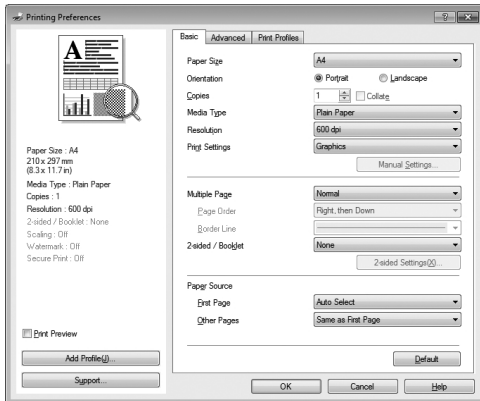 Printing Preferences
Basic
Advanced
Print Profiles
A
Paper Size : A4
210 x 297 mm
(8.3 x 11.7 in)
Media Type : Plain Paper
Copies : 1
Resolution : 600 dpi
2-sided / Booklet : None
Scaling : Off
Watermark : Off
Secure Print : Off
Print Preview
Add Profile(J)...
Support...
Paper Size A4
Orientation Portrait Landscape
Copies 1 Collate
Media Type Plain Paper
Resolution 600 dpi
Print Settings Graphics
Manual Settings...
Multiple Page Normal
Page Order Right, then Down
Border Line
2-sided / Booklet None
2-sided Settings(X)...
Paper Source
First Page Auto Select
Other Pages Same as First Page
Default
OK Cancel Help